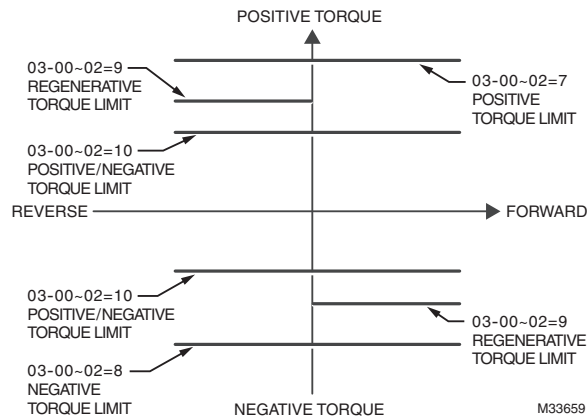 POSITIVE TORQUE
03-00~02=9
REGENERATIVE
TORQUE LIMIT
03-00~02=7
POSITIVE
TORQUE LIMIT
03-00~02=10
POSITIVE/NEGATIVE
TORQUE LIMIT
REVERSE
FORWARD
03-00~02=10
POSITIVE/NEGATIVE
TORQUE LIMIT
03-00~02=9
REGENERATIVE
TORQUE LIMIT
03-00~02=8
NEGATIVE
TORQUE LIMIT
NEGATIVE TORQUE
M33659